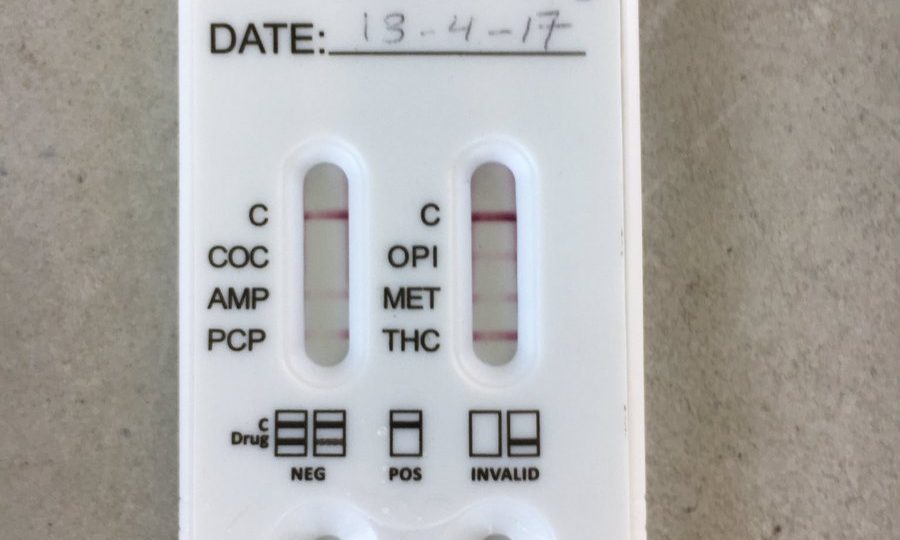 DATE: 13-4-17
C C
COC OPI
AMP MET
PCP THC
C
Drug
NEG POS INVALID